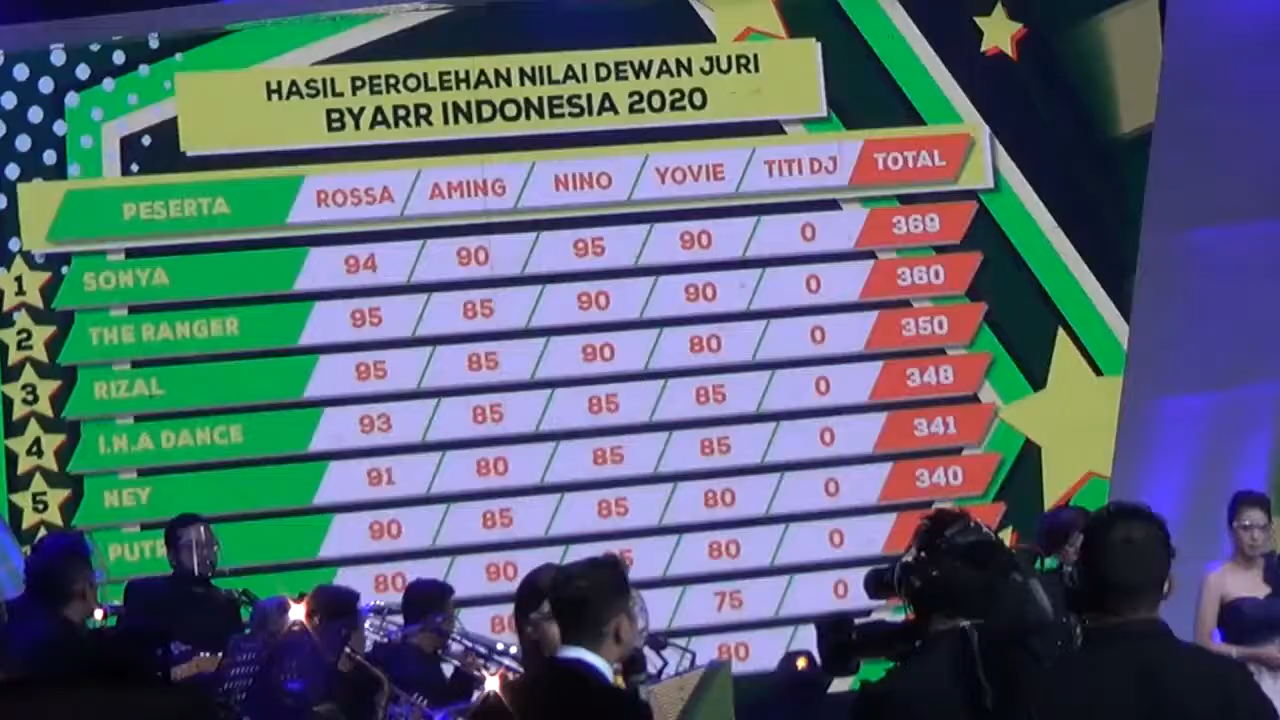 HASIL PEROLEHAN NILAI DEWAN JURI
BYARR INDONESIA 2020
PESERTA ROSSA AMING NINO YOVIE TITI DJ TOTAL
1 SONYA 94 90 95 90 0 369
2 THE RANGER 95 85 90 90 0 360
3 RIZAL 95 85 90 80 0 350
4 I.N.A DANCE 93 85 85 85 0 348
5 NEY 91 80 85 85 0 341
90 85 85 80 0 340
80 90 80 0
75 0
80